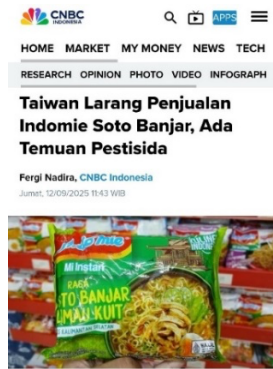 CNBC
INDONESIA
APPS
HOME MARKET MY MONEY NEWS TECH
RESEARCH OPINION PHOTO VIDEO INFOGRAPH
Taiwan Larang Penjualan
Indomie Soto Banjar, Ada
Temuan Pestisida
Fergi Nadira, CNBC Indonesia
Jumat, 12/09/2025 11:43 WIB
Indomie
Mi Instan
RASA
TO BANJAR
LIMAU KUIT
KALIMANTAN SELATAN